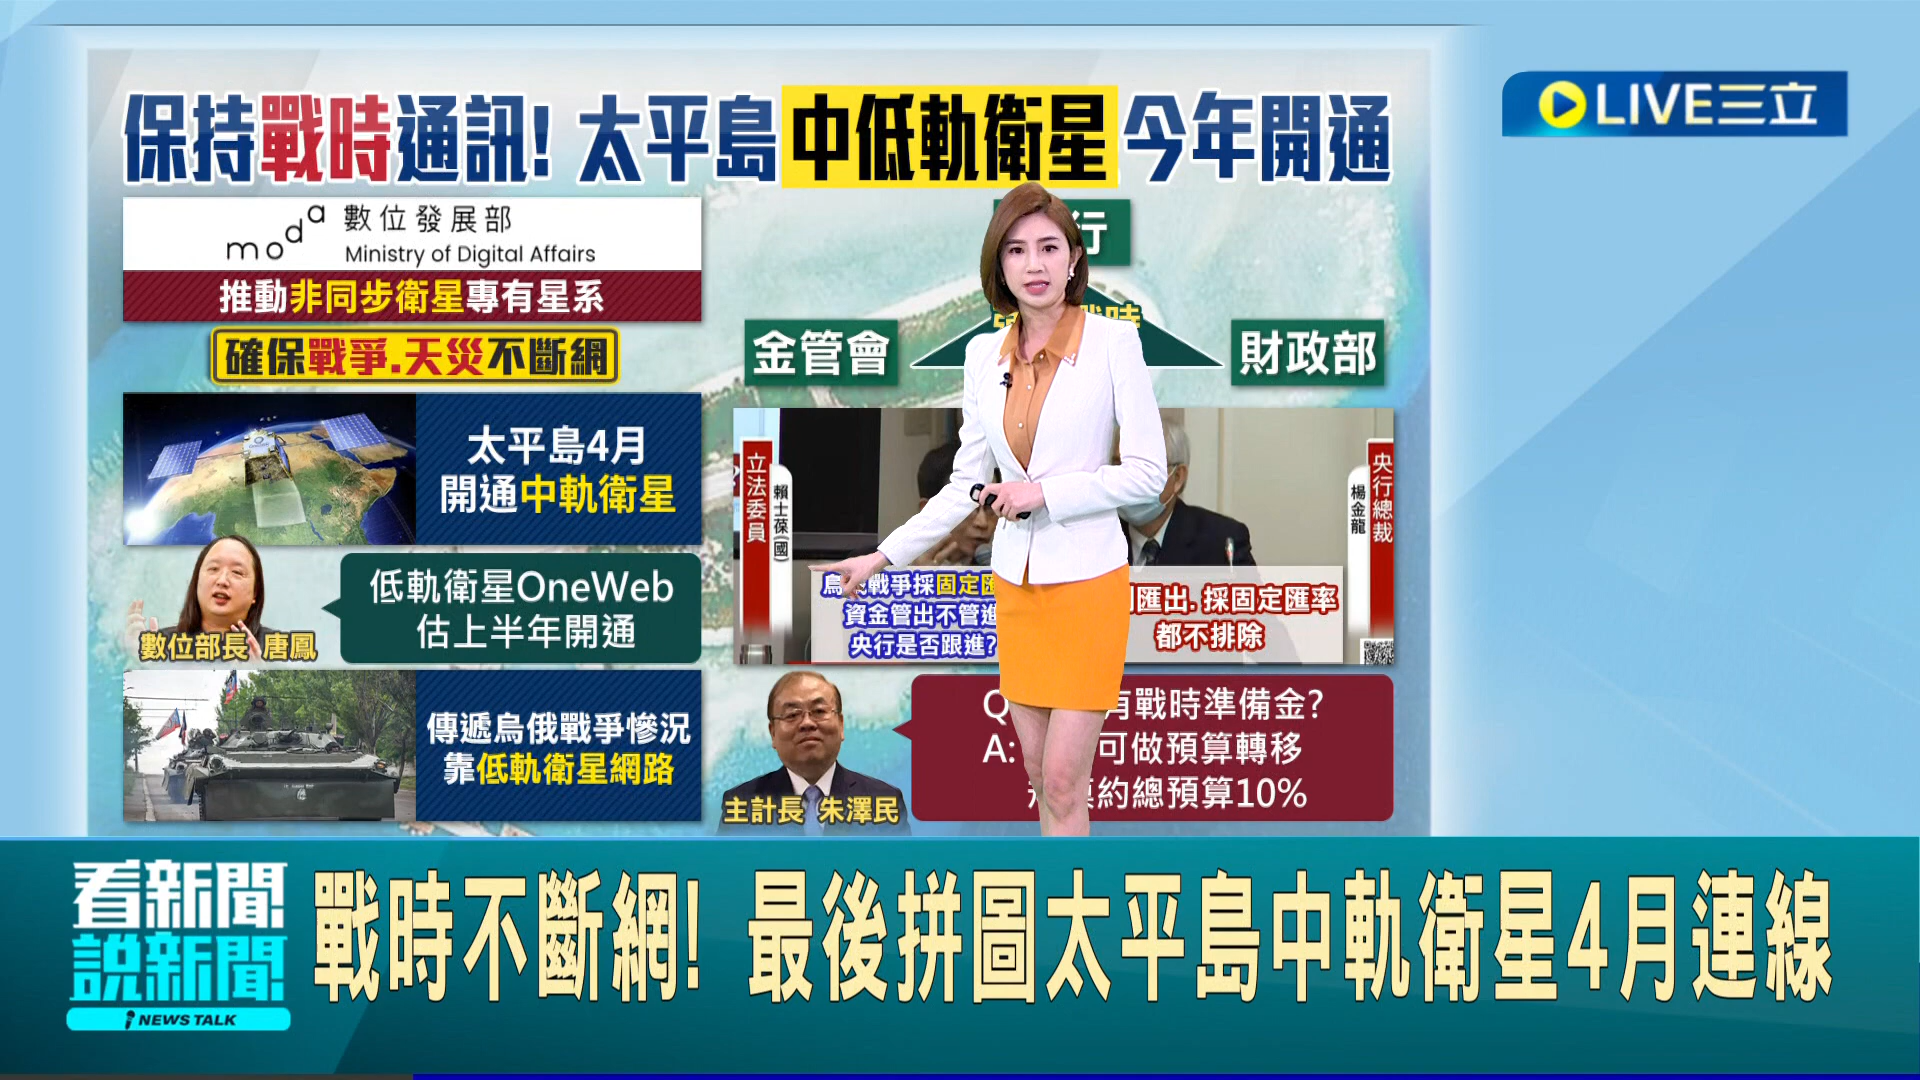 LIVE三立
保持戰時通訊! 太平島中低軌衛星今年開通
moda 數位發展部
Ministry of Digital Affairs
推動非同步衛星專有星系
確保戰爭.天災不斷網
太平島4月
開通中軌衛星
數位部長 唐鳳
低軌衛星OneWeb
估上半年開通
傳遞烏俄戰爭慘況
靠低軌衛星網路
行
戰時
金管會
財政部
立法委員
賴士葆(國)
央行總裁
楊金龍
戰爭採固定匯
資金管出不管進
央行是否跟進?
匯出.採固定匯率
都不排除
主計長 朱澤民
Q 有戰時準備金?
A: 可做預算轉移
約總預算10%
看新聞
說新聞
NEWS TALK
戰時不斷網! 最後拼圖太平島中軌衛星4月連線